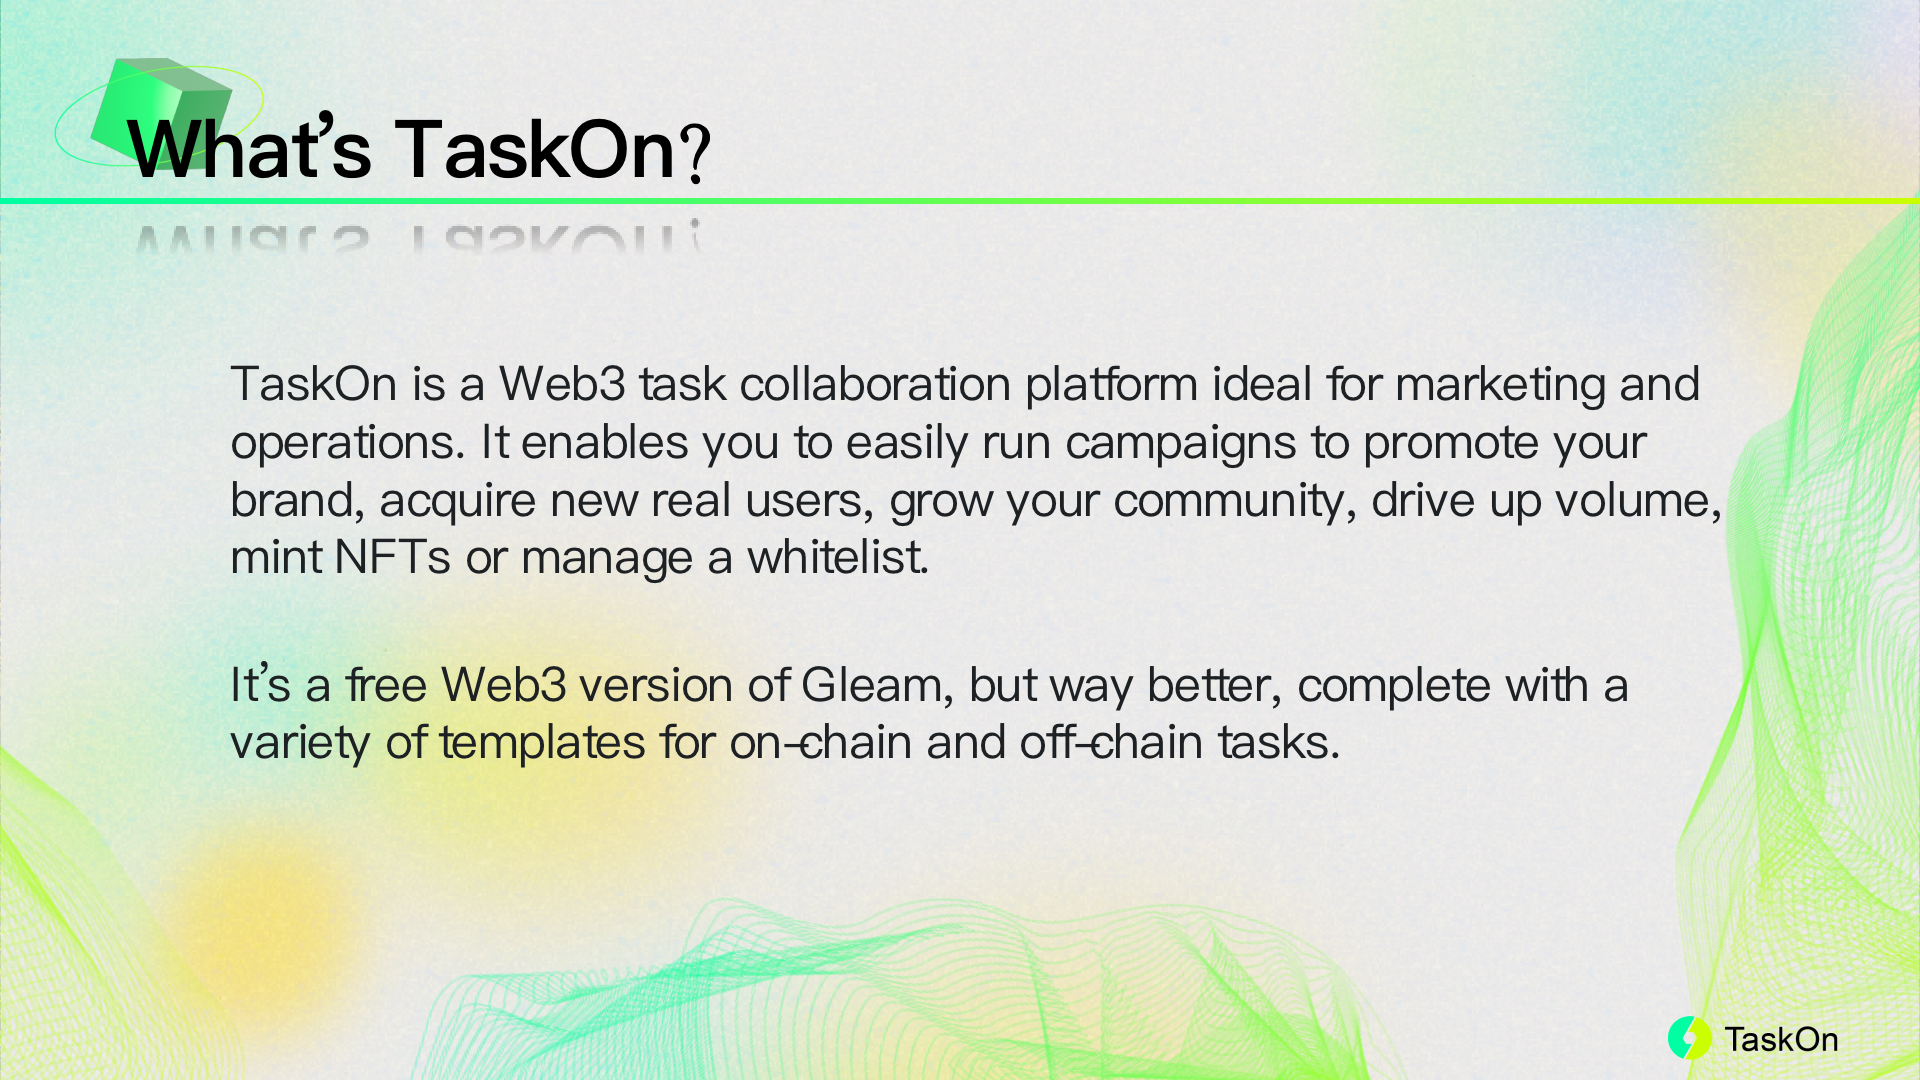 What’s TaskOn?
TaskOn is a Web3 task collaboration platform ideal for marketing and
operations. It enables you to easily run campaigns to promote your
brand, acquire new real users, grow your community, drive up volume,
mint NFTs or manage a whitelist.
It’s a free Web3 version of Gleam, but way better, complete with a
variety of templates for on-chain and off-chain tasks.
TaskOn